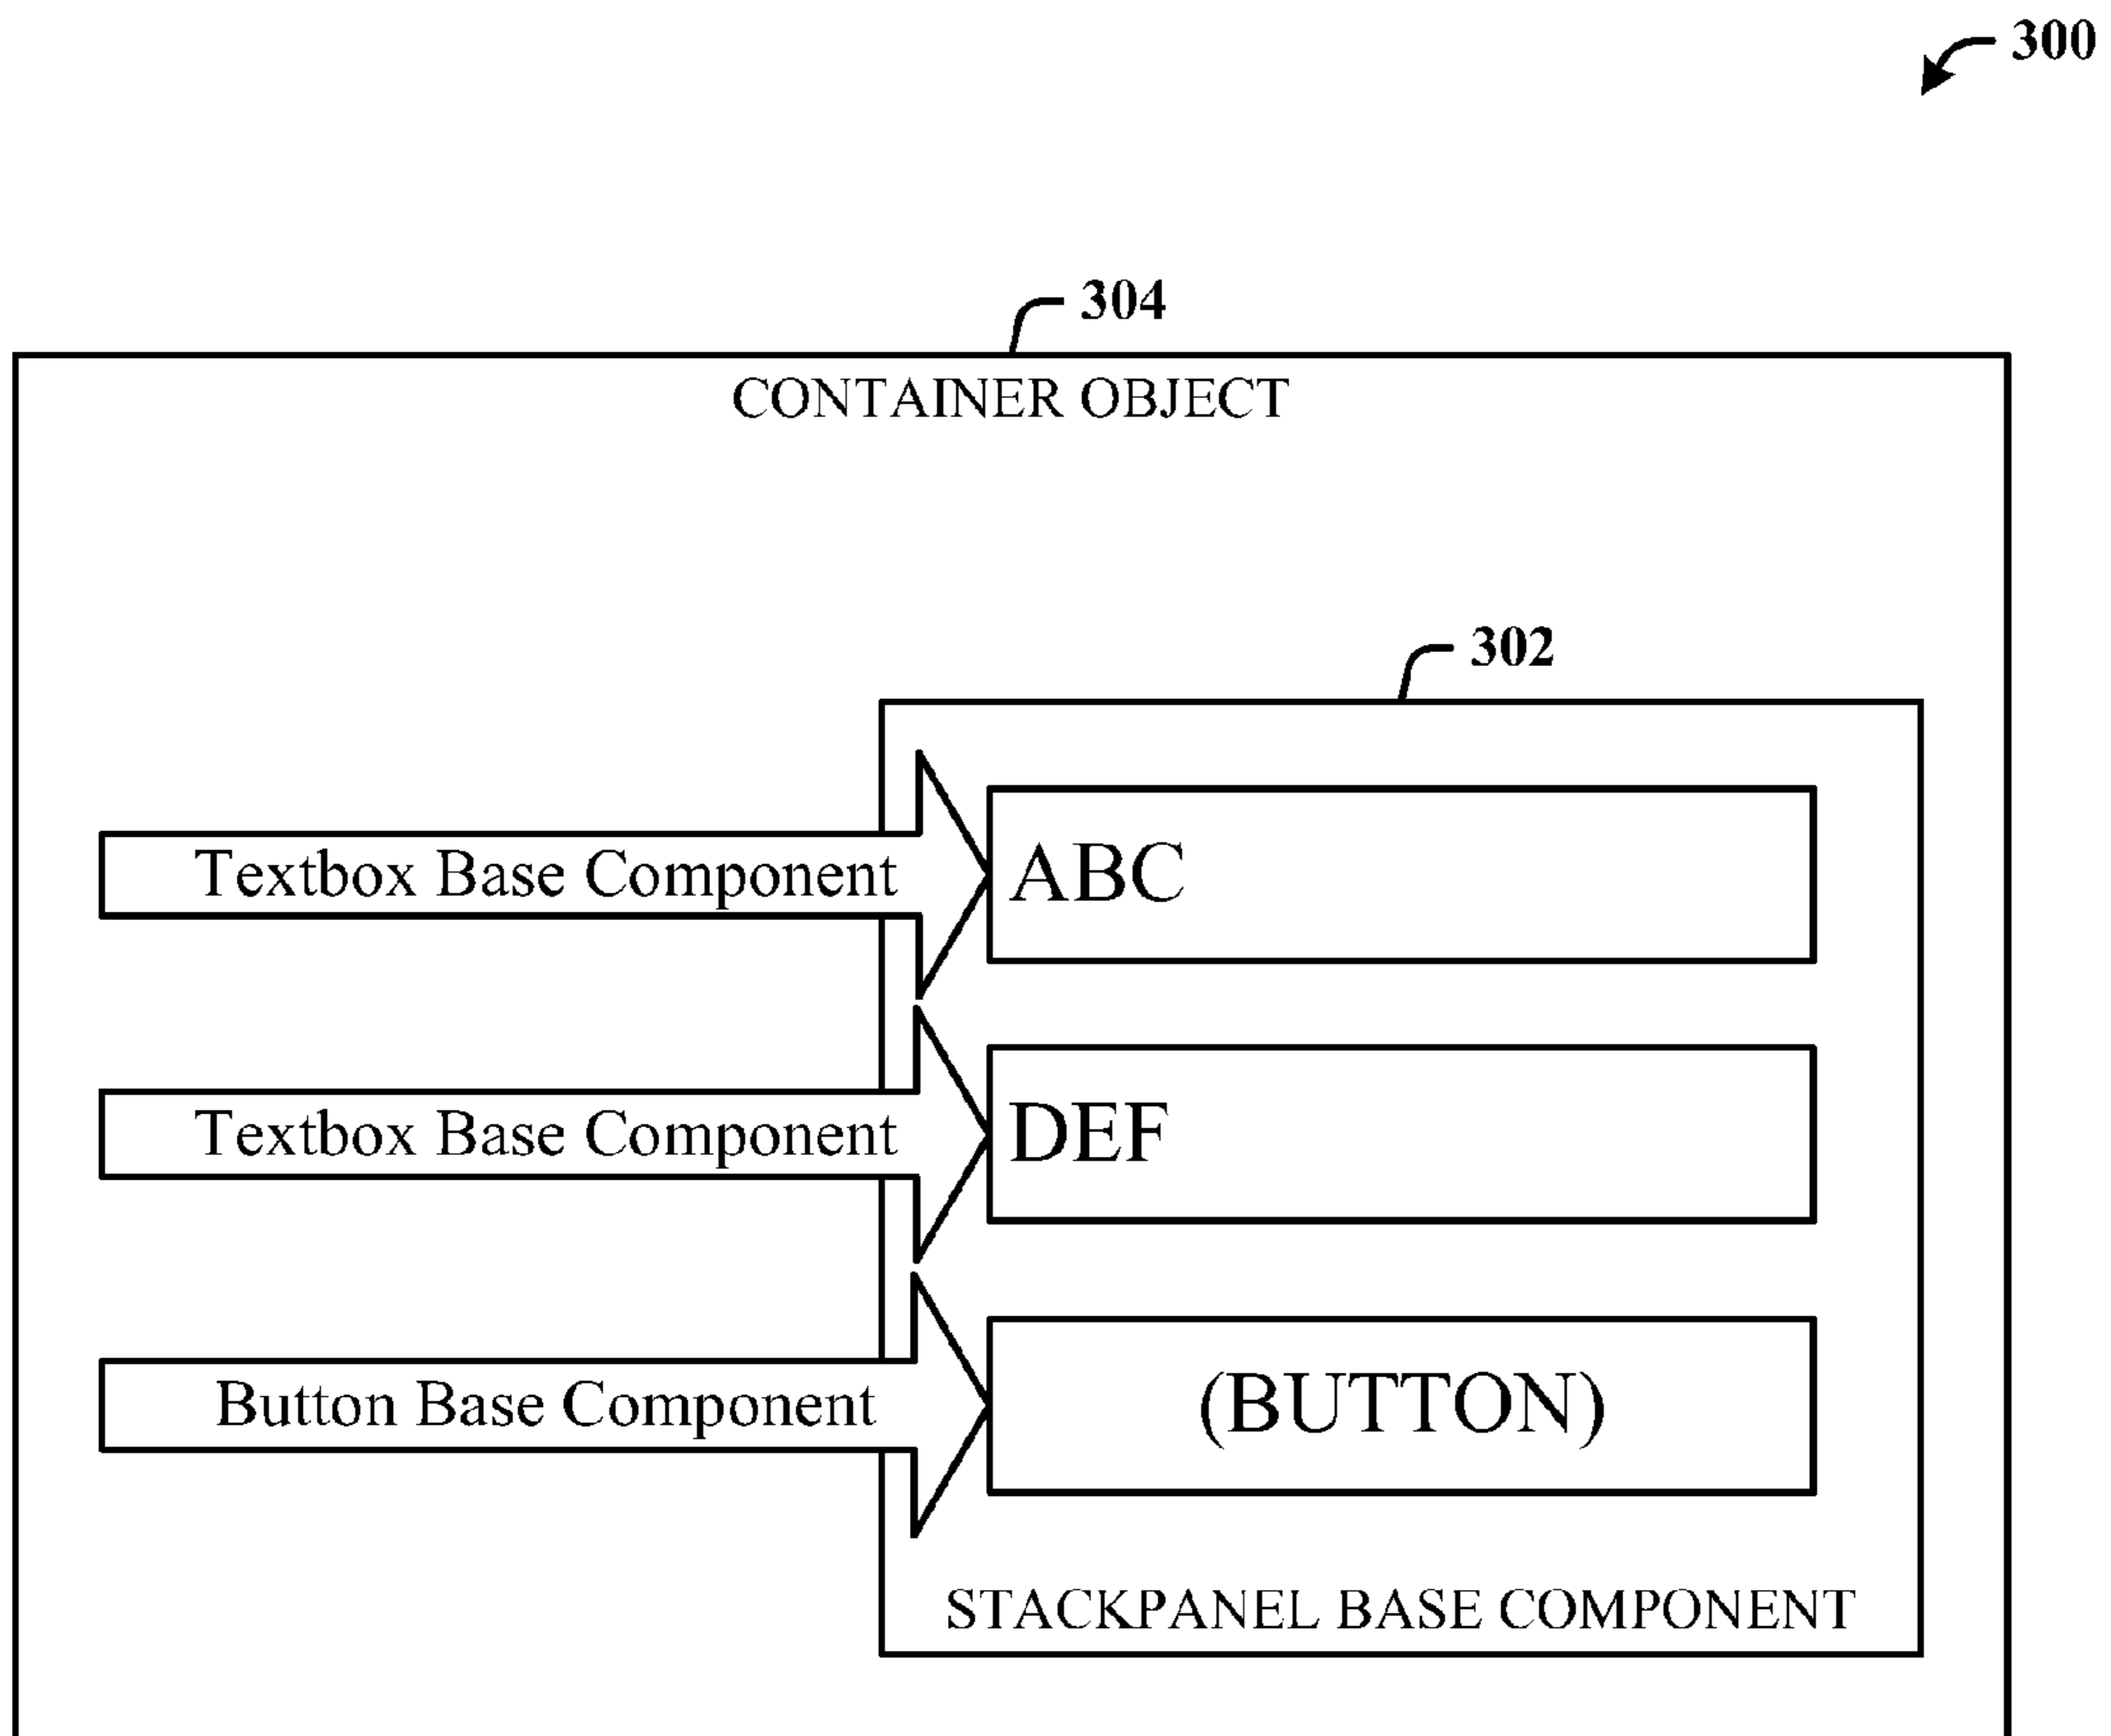 300
304
CONTAINER OBJECT
302
Textbox Base Component
ABC
Textbox Base Component
DEF
Button Base Component
(BUTTON)
STACKPANEL BASE COMPONENT